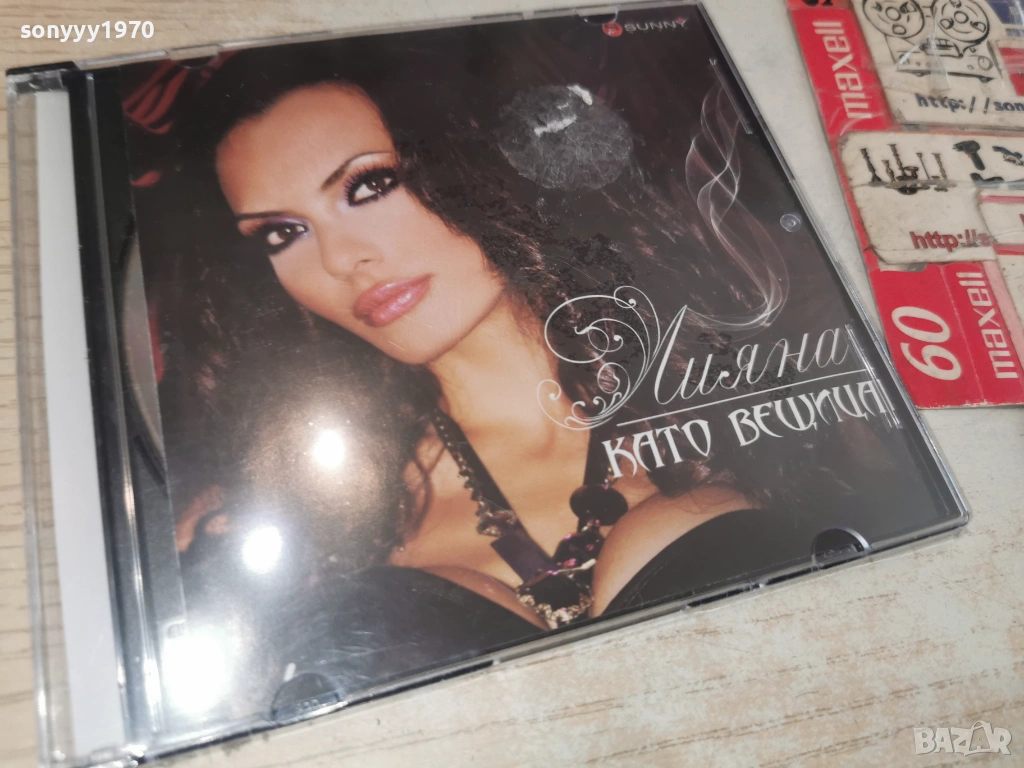 sonyyy1970
SUNNY
Лияна
КАТО ВЕЩИЦА
maxell
http://son
http://s
60
maxell
BAZAR